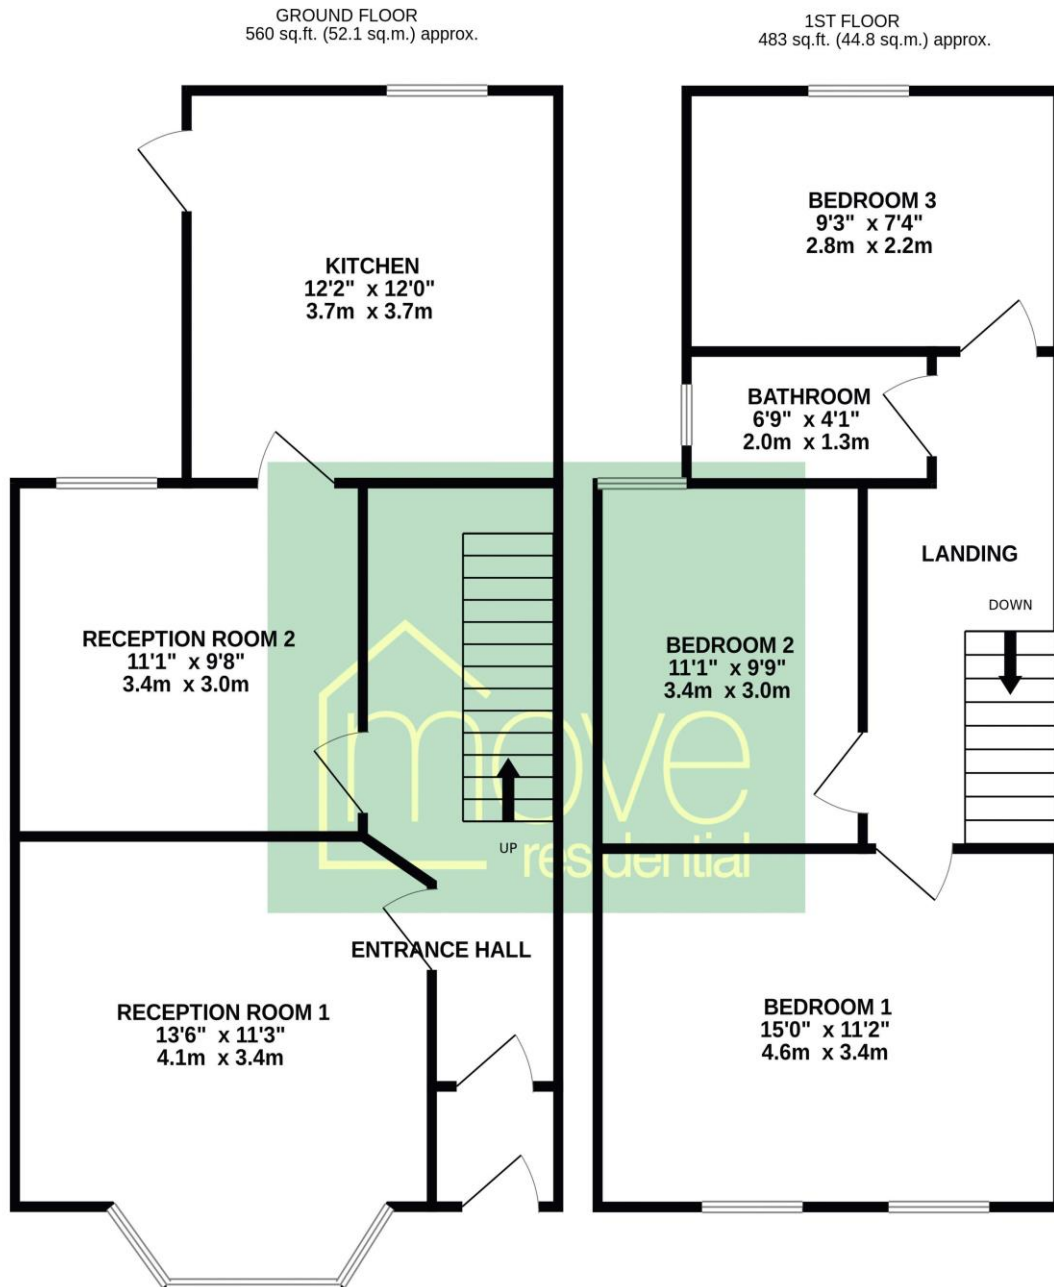 GROUND FLOOR
560 sq.ft. (52.1 sq.m.) approx.
KITCHEN
12'2" x 12'0"
3.7m x 3.7m
RECEPTION ROOM 2
11'1" x 9'8"
3.4m x 3.0m
UP
ENTRANCE HALL
RECEPTION ROOM 1
13'6" x 11'3"
4.1m x 3.4m
1ST FLOOR
483 sq.ft. (44.8 sq.m.) approx.
BEDROOM 3
9'3" x 7'4"
2.8m x 2.2m
BATHROOM
6'9" x 4'1"
2.0m x 1.3m
LANDING
DOWN
BEDROOM 2
11'1" x 9'9"
3.4m x 3.0m
BEDROOM 1
15'0" x 11'2"
4.6m x 3.4m
move
residential